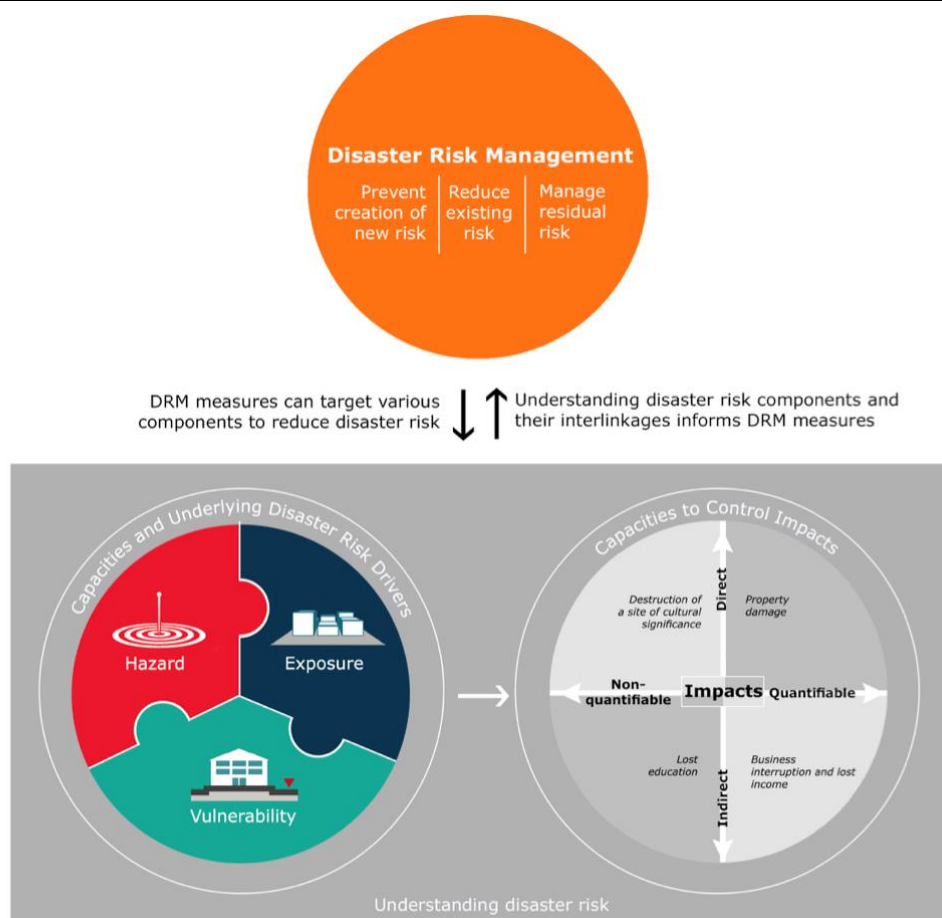 Disaster Risk Management
Prevent
creation of
new risk
Reduce
existing
risk
Manage
residual
risk
DRM measures can target various
components to reduce disaster risk
Understanding disaster risk components and
their interlinkages informs DRM measures
Capacities and Underlying Disaster Risk Drivers
Hazard
Exposure
Vulnerability
Capacities to Control Impacts
Direct
Destruction of
a site of cultural
significance
Property
damage
Non-
quantifiable
Impacts
Quantifiable
Lost
education
Business
interruption and lost
income
Indirect
Understanding disaster risk